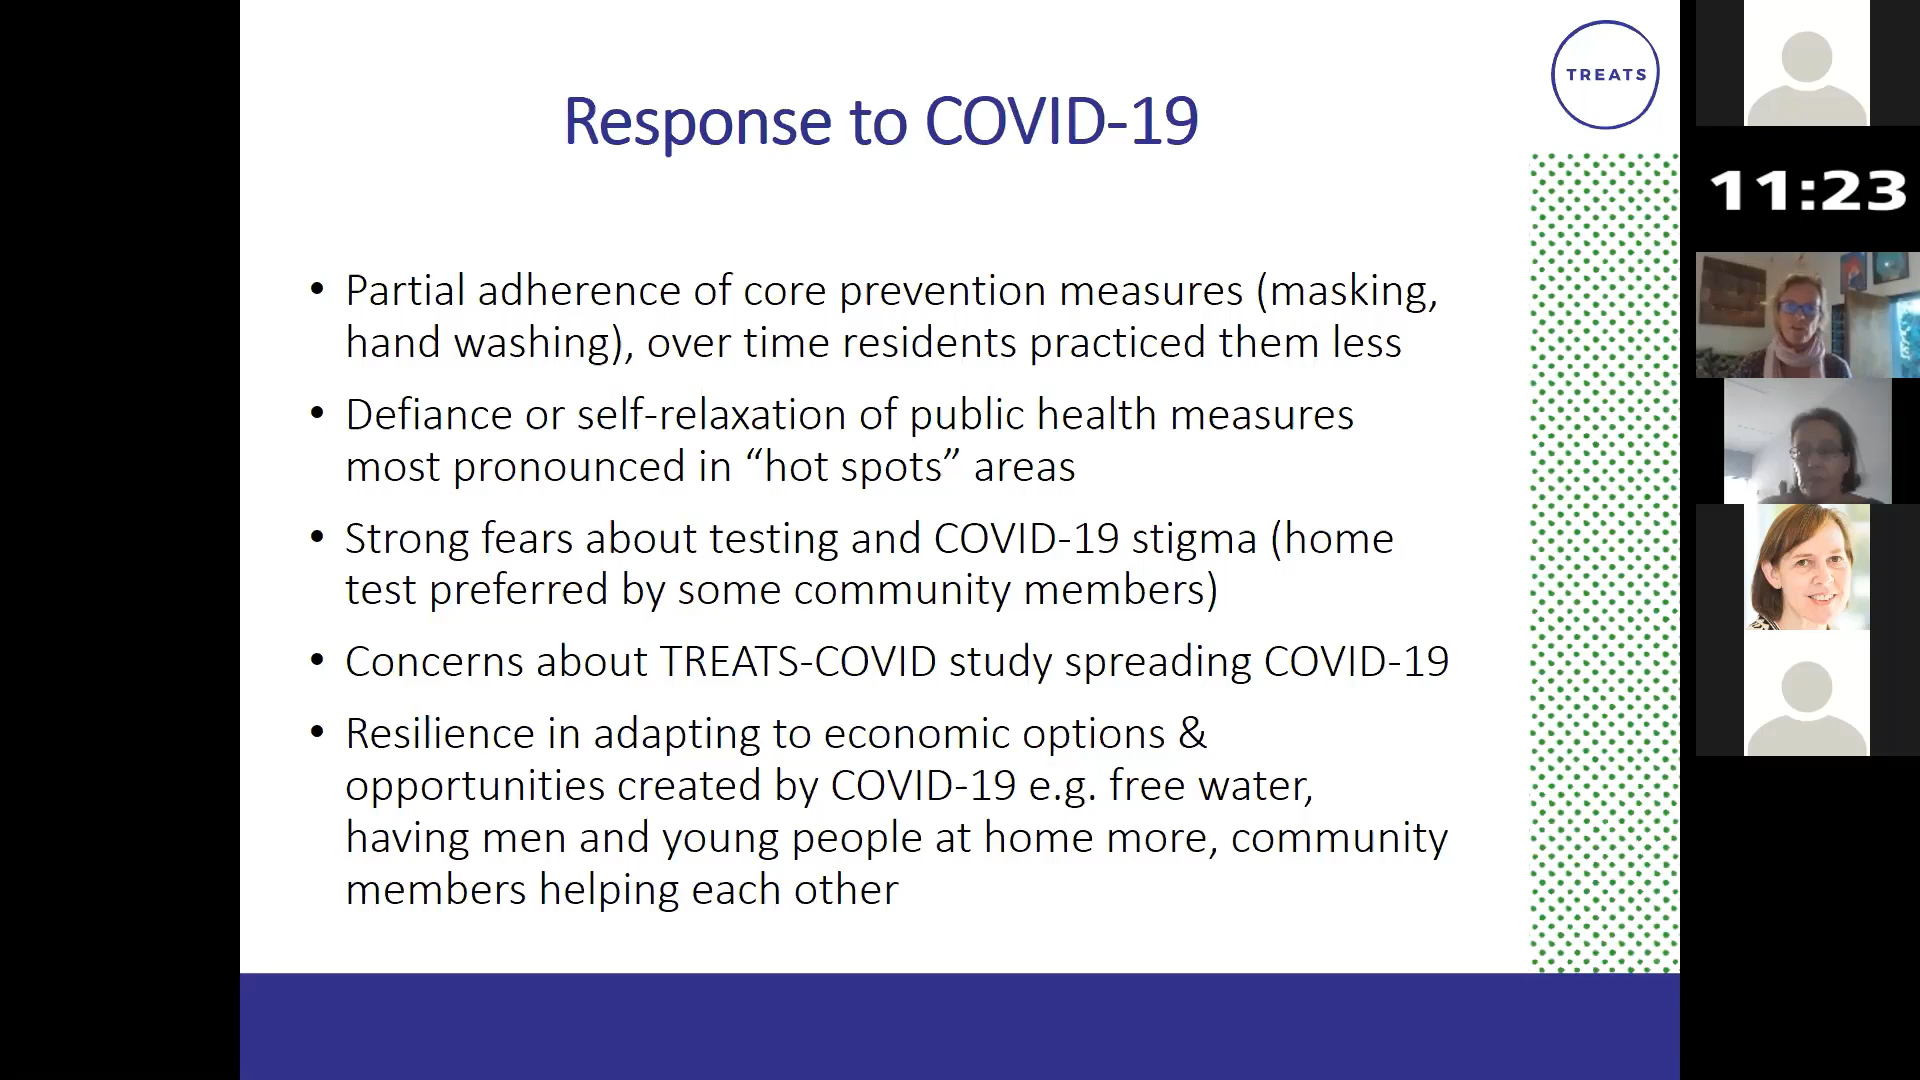 TREATS
Response to COVID-19
11:23
• Partial adherence of core prevention measures (masking,
hand washing), over time residents practiced them less
• Defiance or self-relaxation of public health measures
most pronounced in “hot spots” areas
• Strong fears about testing and COVID-19 stigma (home
test preferred by some community members)
• Concerns about TREATS-COVID study spreading COVID-19
• Resilience in adapting to economic options &
opportunities created by COVID-19 e.g. free water,
having men and young people at home more, community
members helping each other